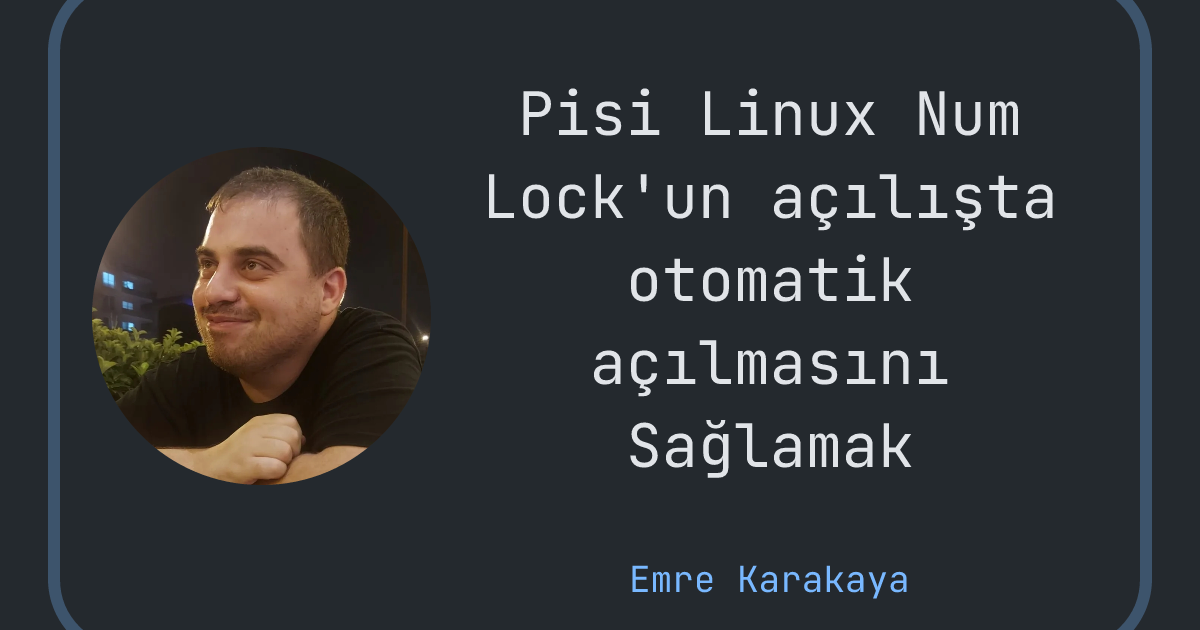 Pisi Linux Num
Lock'un açılışta
otomatik
açılmasını
Sağlamak
Emre Karakaya